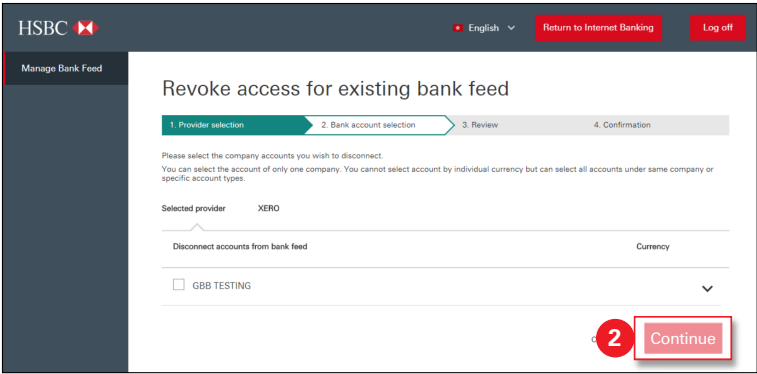 HSBC
English
Return to Internet Banking
Log off
Manage Bank Feed
Revoke access for existing bank feed
1. Provider selection
2. Bank account selection
3. Review
4. Confirmation
Please select the company accounts you wish to disconnect.
You can select the account of only one company. You cannot select account by individual currency but can select all accounts under same company or
specific account types.
Selected provider XERO
Disconnect accounts from bank feed Currency
GBB TESTING
2
Continue